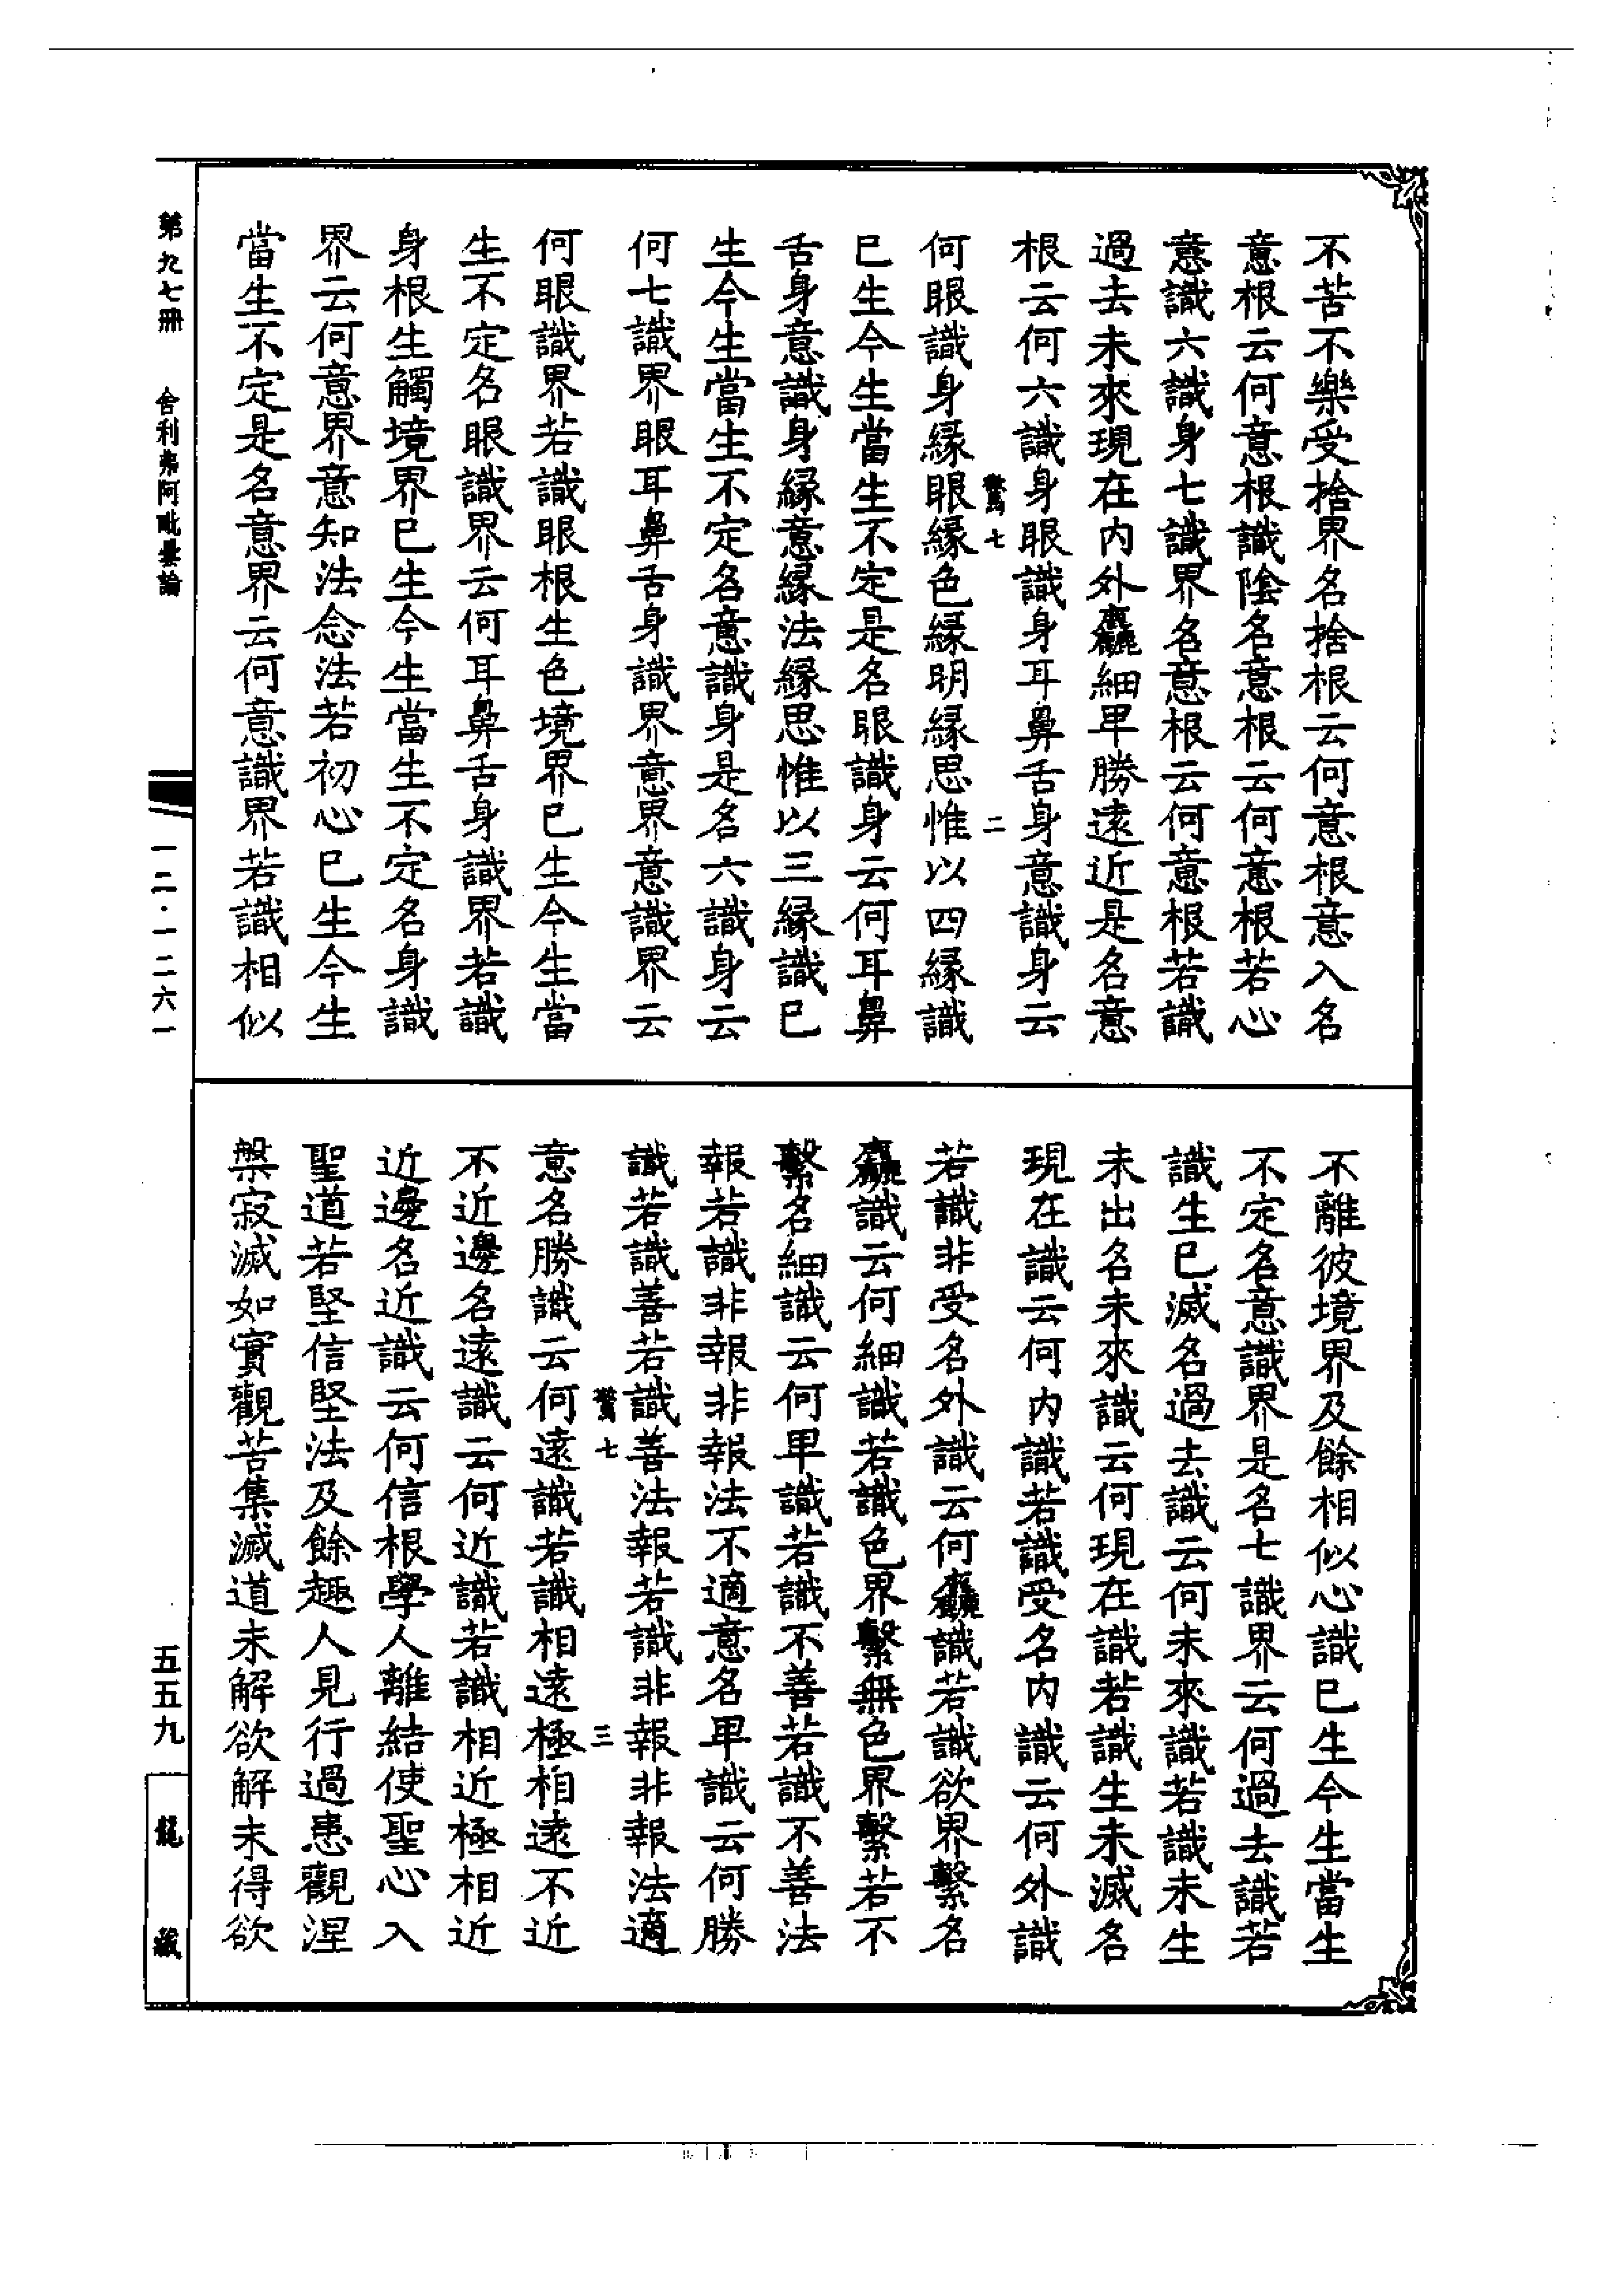 不苦不樂受捨界名捨根云何意根意入名
意根云何意根識陰名意根云何意根若心
意識六識身七識界名意根云何意根若識
過去未來現在內外麤細卑勝遠近是名意
根云何六識身眼識身耳鼻舌身意識身云
鷩七 二
何眼識身緣眼緣色緣明緣思惟以四緣識
已生今生當生不定是名眼識身云何耳鼻
舌身意識身緣意緣法緣思惟以三緣識已
生今生當生不定名意識身是名六識身云
何七識界眼耳鼻舌身識界意界意識界云
何眼識界若識眼根生色境界已生今生當
生不定名眼識界云何耳鼻舌身識界若識
身根生觸境界已生今生當生不定名身識
界云何意界意知法念法若初心已生今生
當生不定是名意界云何意識界若識相似
不離彼境界及餘相似心識已生今生當生
不定名意識界是名七識界云何過去識若
識生已滅名過去識云何未來識若識未生
未出名未來識云何現在識若識生未滅名
現在識云何內識若識受名內識云何外識
若識非受名外識云何麤識若識欲界繫名
麤識云何細識若識色界繫無色界繫若不
繫名細識云何卑識若識不善若識不善法
報若識非報非報法不適意名卑識云何勝
識若識善若識善法報若識非報非報法適
鷩七 三
意名勝識云何遠識若識相遠極相遠不近
不近邊名遠識云何近識若識相近極相近
近邊名近識云何信根學人離結使聖心入
聖道若堅信堅法及餘趣人見行過患觀涅
槃寂滅如實觀苦集滅道未解欲解未得欲
第九七冊 舍利弗阿毗曇論 一二·一二六一
五五九 龍藏